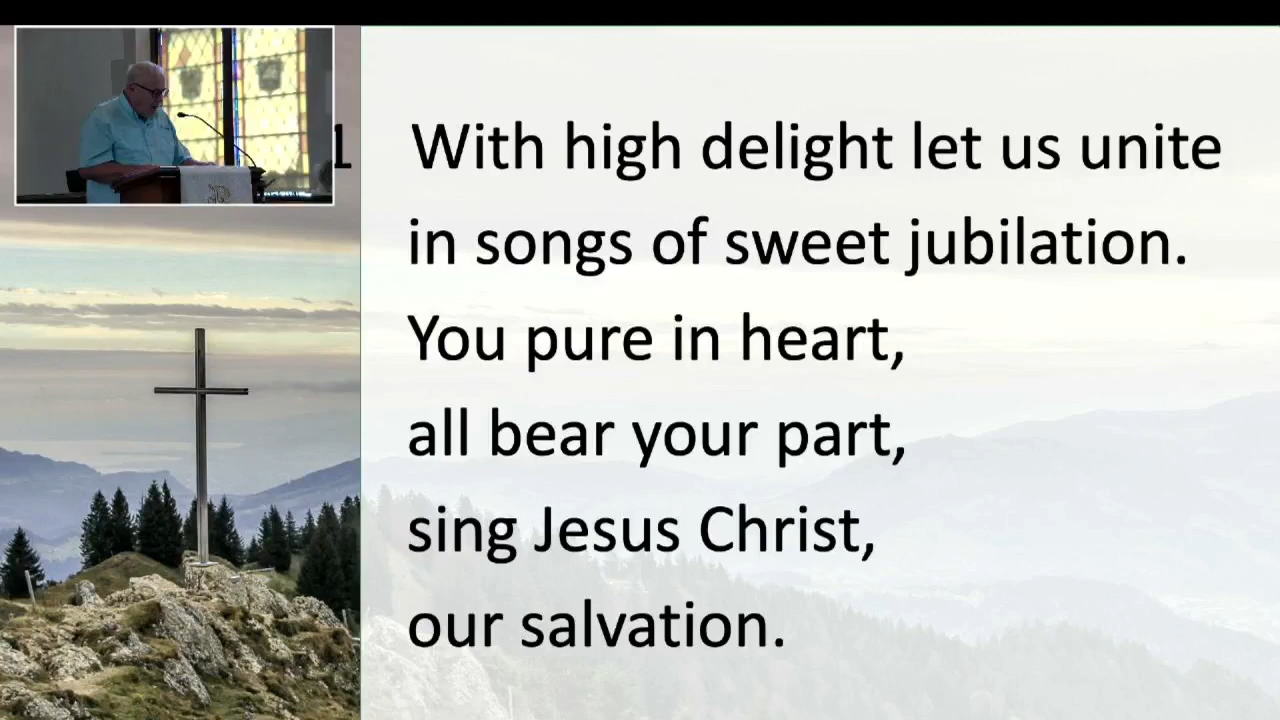 1 With high delight let us unite
in songs of sweet jubilation.
You pure in heart,
all bear your part,
sing Jesus Christ,
our salvation.